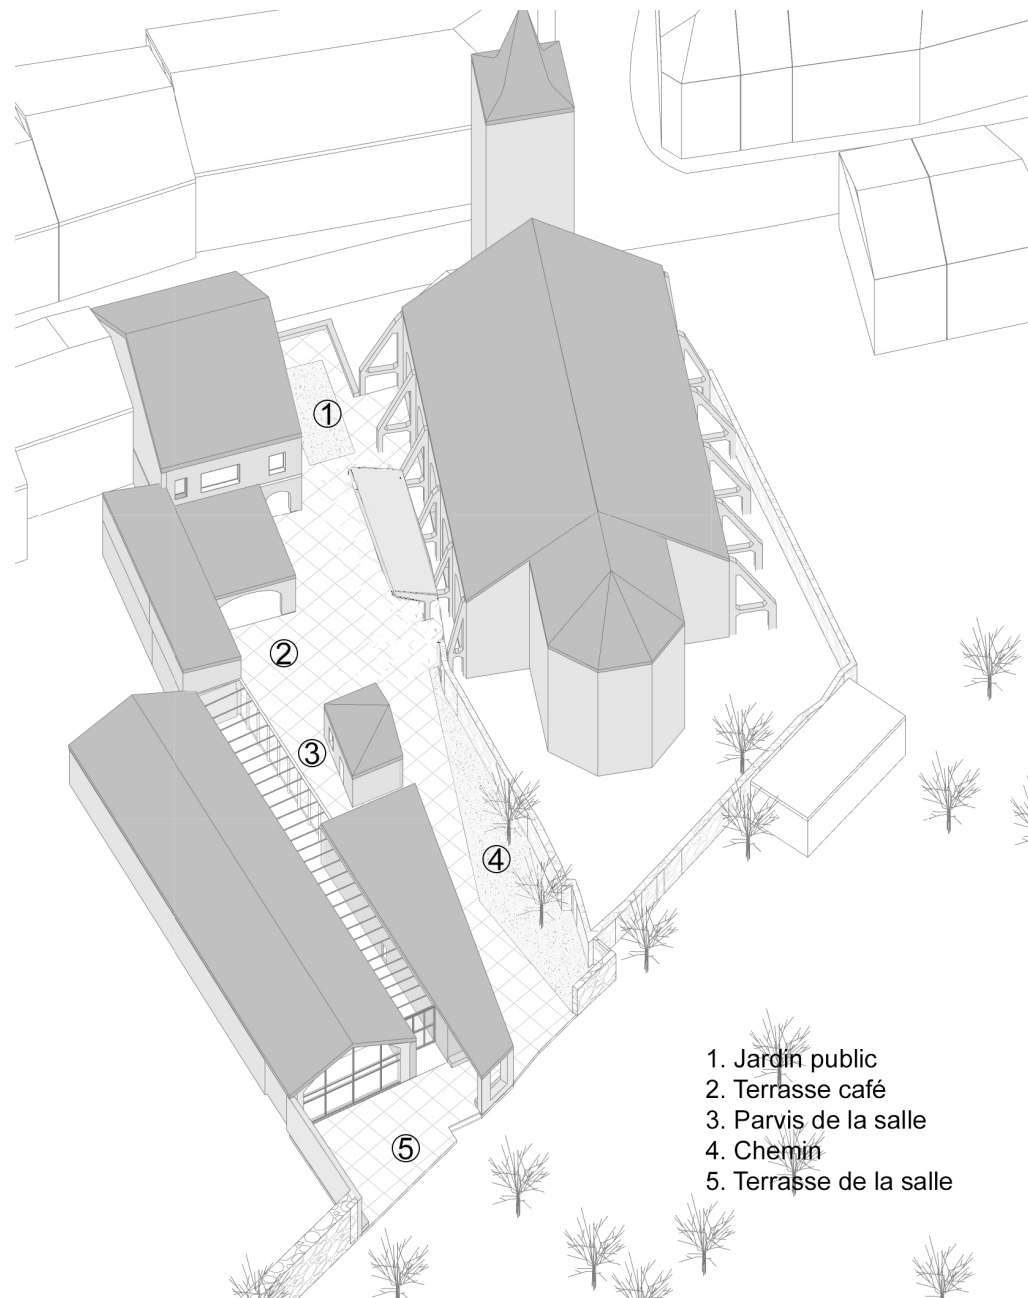 1
2
3
4
5
1. Jardin public
2. Terrasse café
3. Parvis de la salle
4. Chemin
5. Terrasse de la salle